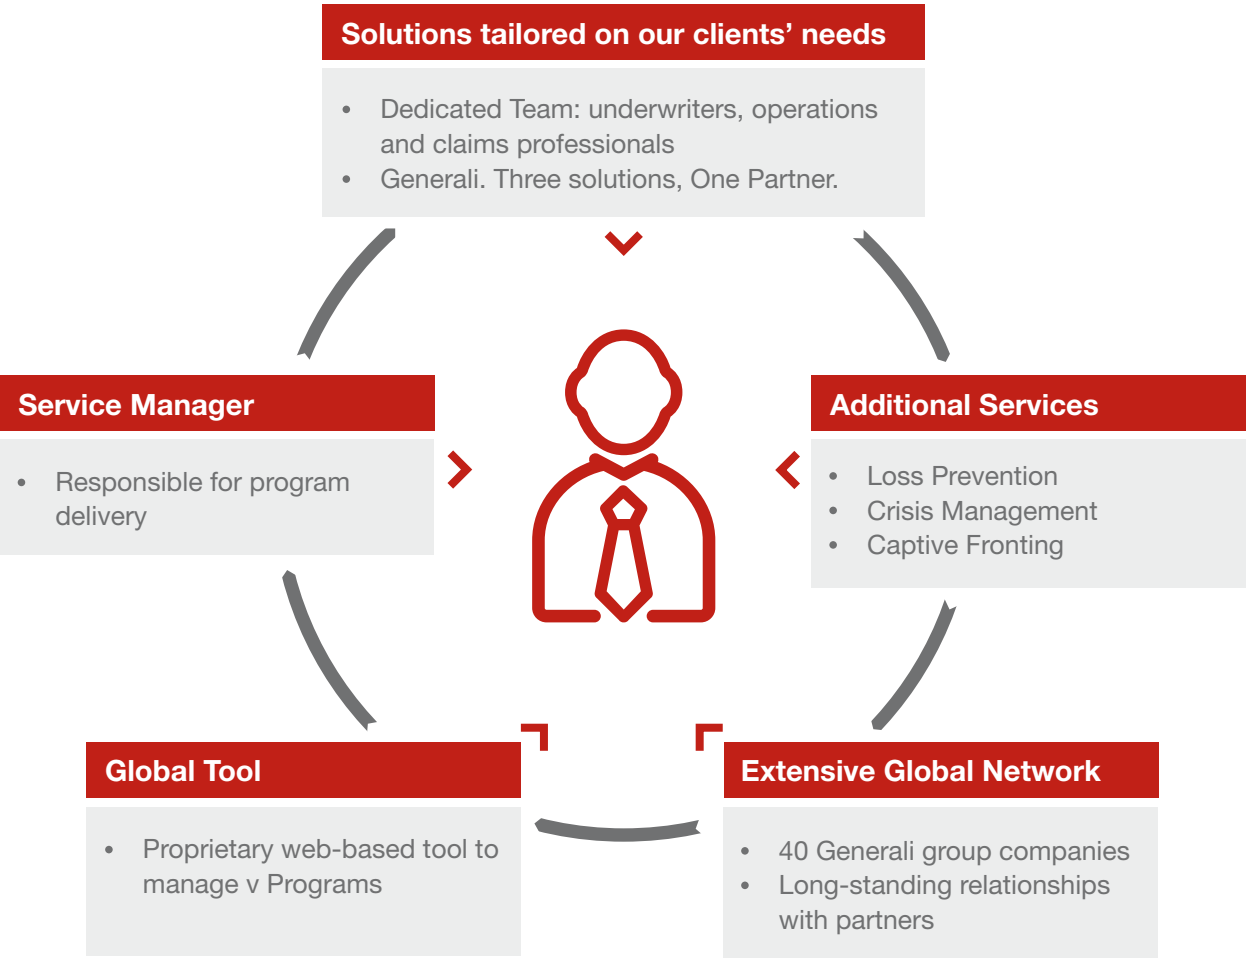 Solutions tailored on our clients’ needs
• Dedicated Team: underwriters, operations
and claims professionals
• Generali. Three solutions, One Partner.
Service Manager
• Responsible for program
delivery
Additional Services
• Loss Prevention
• Crisis Management
• Captive Fronting
Global Tool
• Proprietary web-based tool to
manage v Programs
Extensive Global Network
• 40 Generali group companies
• Long-standing relationships
with partners